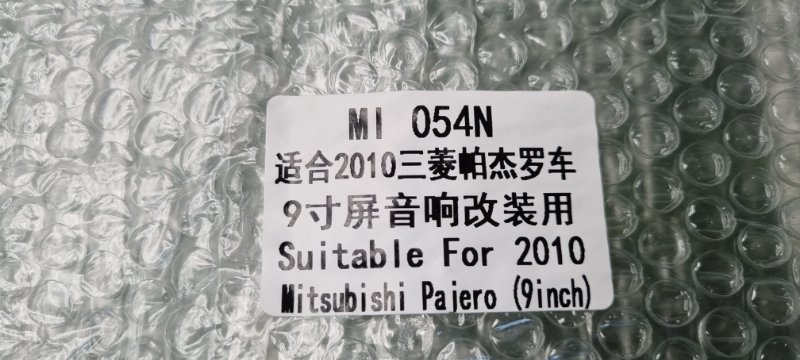 MI 054N
适合2010三菱帕杰罗车
9寸屏音响改装用
Suitable For 2010
Mitsubishi Pajero (9inch)